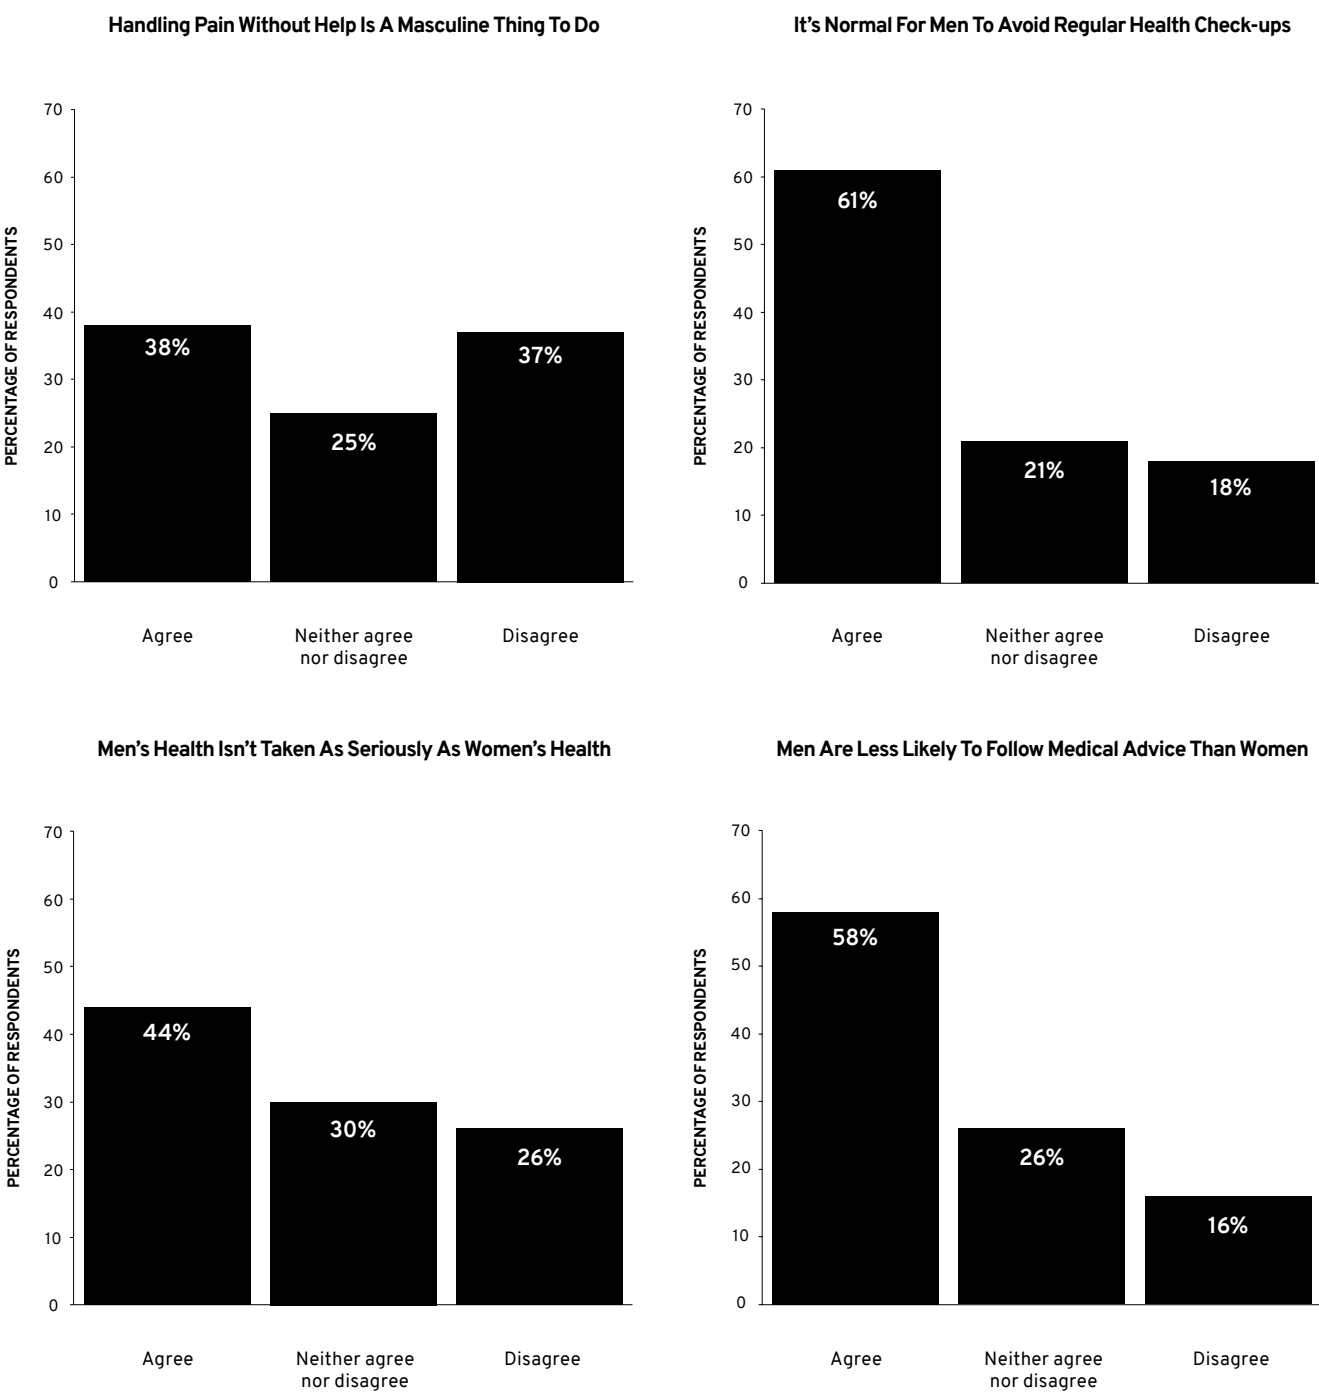 Handling Pain Without Help Is A Masculine Thing To Do
PERCENTAGE OF RESPONDENTS
70
60
50
40
30
20
10
0
38%
25%
37%
Agree
Neither agree
nor disagree
Disagree
It's Normal For Men To Avoid Regular Health Check-ups
PERCENTAGE OF RESPONDENTS
70
60
50
40
30
20
10
0
61%
21%
18%
Agree
Neither agree
nor disagree
Disagree
Men's Health Isn't Taken As Seriously As Women's Health
PERCENTAGE OF RESPONDENTS
70
60
50
40
30
20
10
0
44%
30%
26%
Agree
Neither agree
nor disagree
Disagree
Men Are Less Likely To Follow Medical Advice Than Women
PERCENTAGE OF RESPONDENTS
70
60
50
40
30
20
10
0
58%
26%
16%
Agree
Neither agree
nor disagree
Disagree